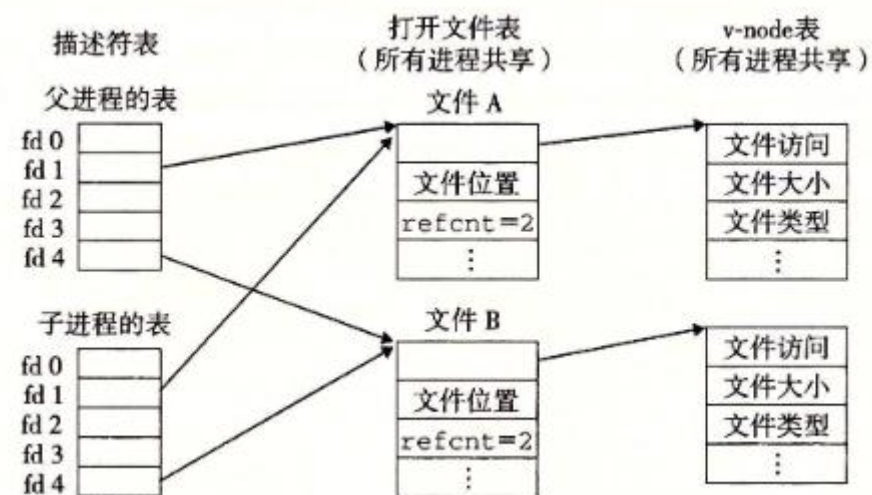 描述符表
打开文件表
(所有进程共享)
v-node表
(所有进程共享)
父进程的表
fd 0
fd 1
fd 2
fd 3
fd 4
文件 A
文件位置
refcnt=2
⋮
文件访问
文件大小
文件类型
⋮
子进程的表
fd 0
fd 1
fd 2
fd 3
fd 4
文件 B
文件位置
refcnt=2
⋮
文件访问
文件大小
文件类型
⋮